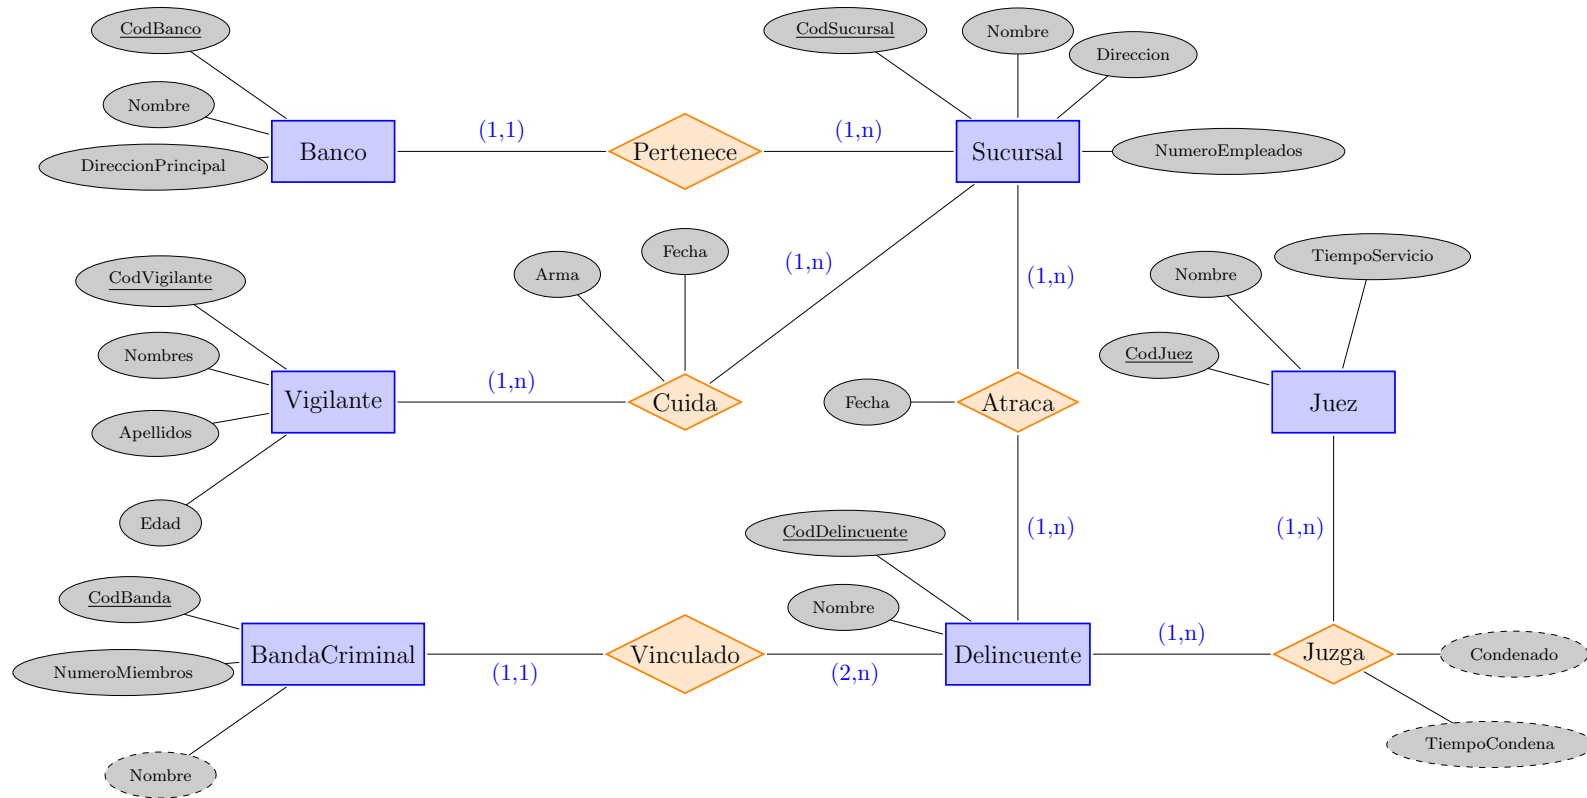 CodBanco
CodSucursal
Nombre
Direccion
Nombre
Banco
(1,1)
Pertenece
(1,n)
Sucursal
NumeroEmpleados
DireccionPrincipal
CodVigilante
Arma
Fecha
(1,n)
(1,n)
Nombre
TiempoServicio
Nombres
CodJuez
Vigilante
(1,n)
Cuida
Fecha
Atraca
Juez
Apellidos
Edad
CodDelincuente
(1,n)
(1,n)
CodBanda
Nombre
BandaCriminal
(1,1)
Vinculado
(2,n)
Delincuente
(1,n)
Juzga
Condenado
NumeroMiembros
Nombre
TiempoCondena